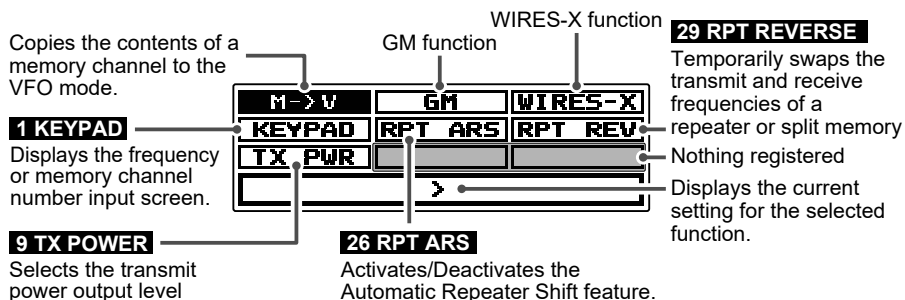 WIRES-X function
GM function
29 RPT REVERSE
Copies the contents of a
memory channel to the
VFO mode.
Temporarily swaps the
transmit and receive
frequencies of a
repeater or split memory
M->V GM WIRES-X
KEYPAD RPT ARS RPT REV
TX PWR
>
1 KEYPAD
Displays the frequency
or memory channel
number input screen.
Nothing registered
Displays the current
setting for the selected
function.
9 TX POWER
Selects the transmit
power output level
26 RPT ARS
Activates/Deactivates the
Automatic Repeater Shift feature.